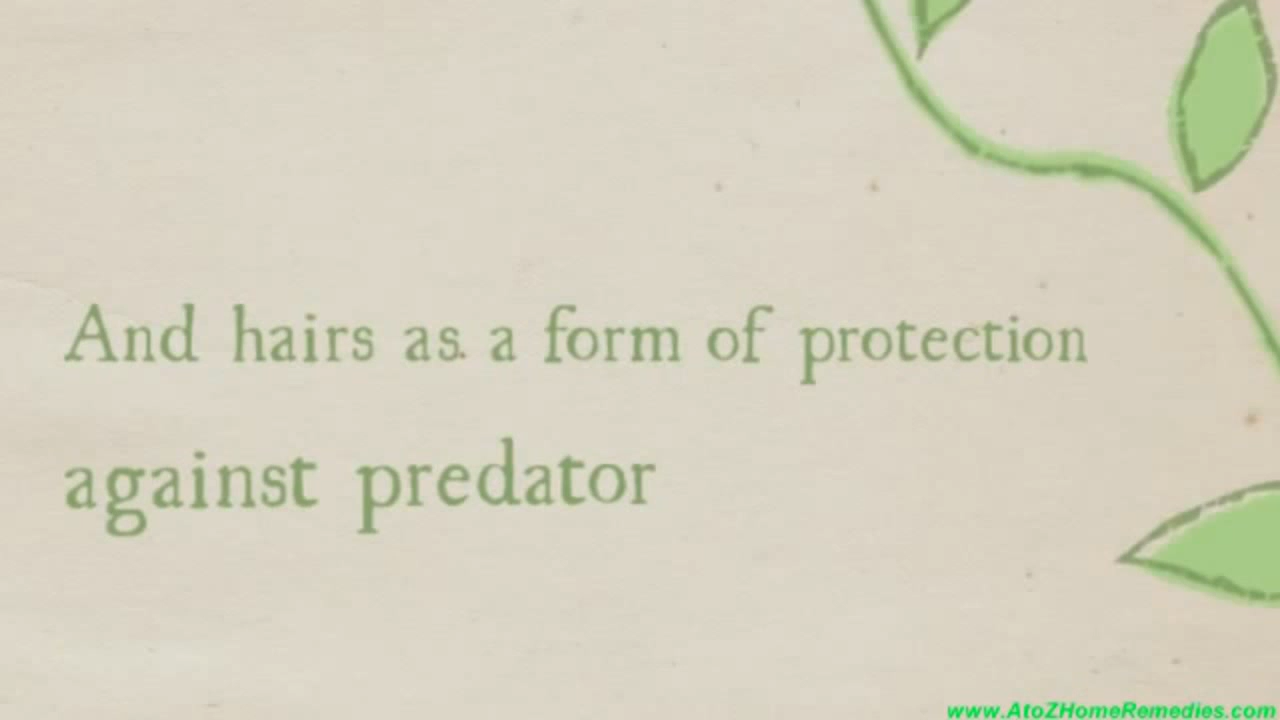 And hairs as a form of protection
against predator
www.AtoZHomeRemedies.com